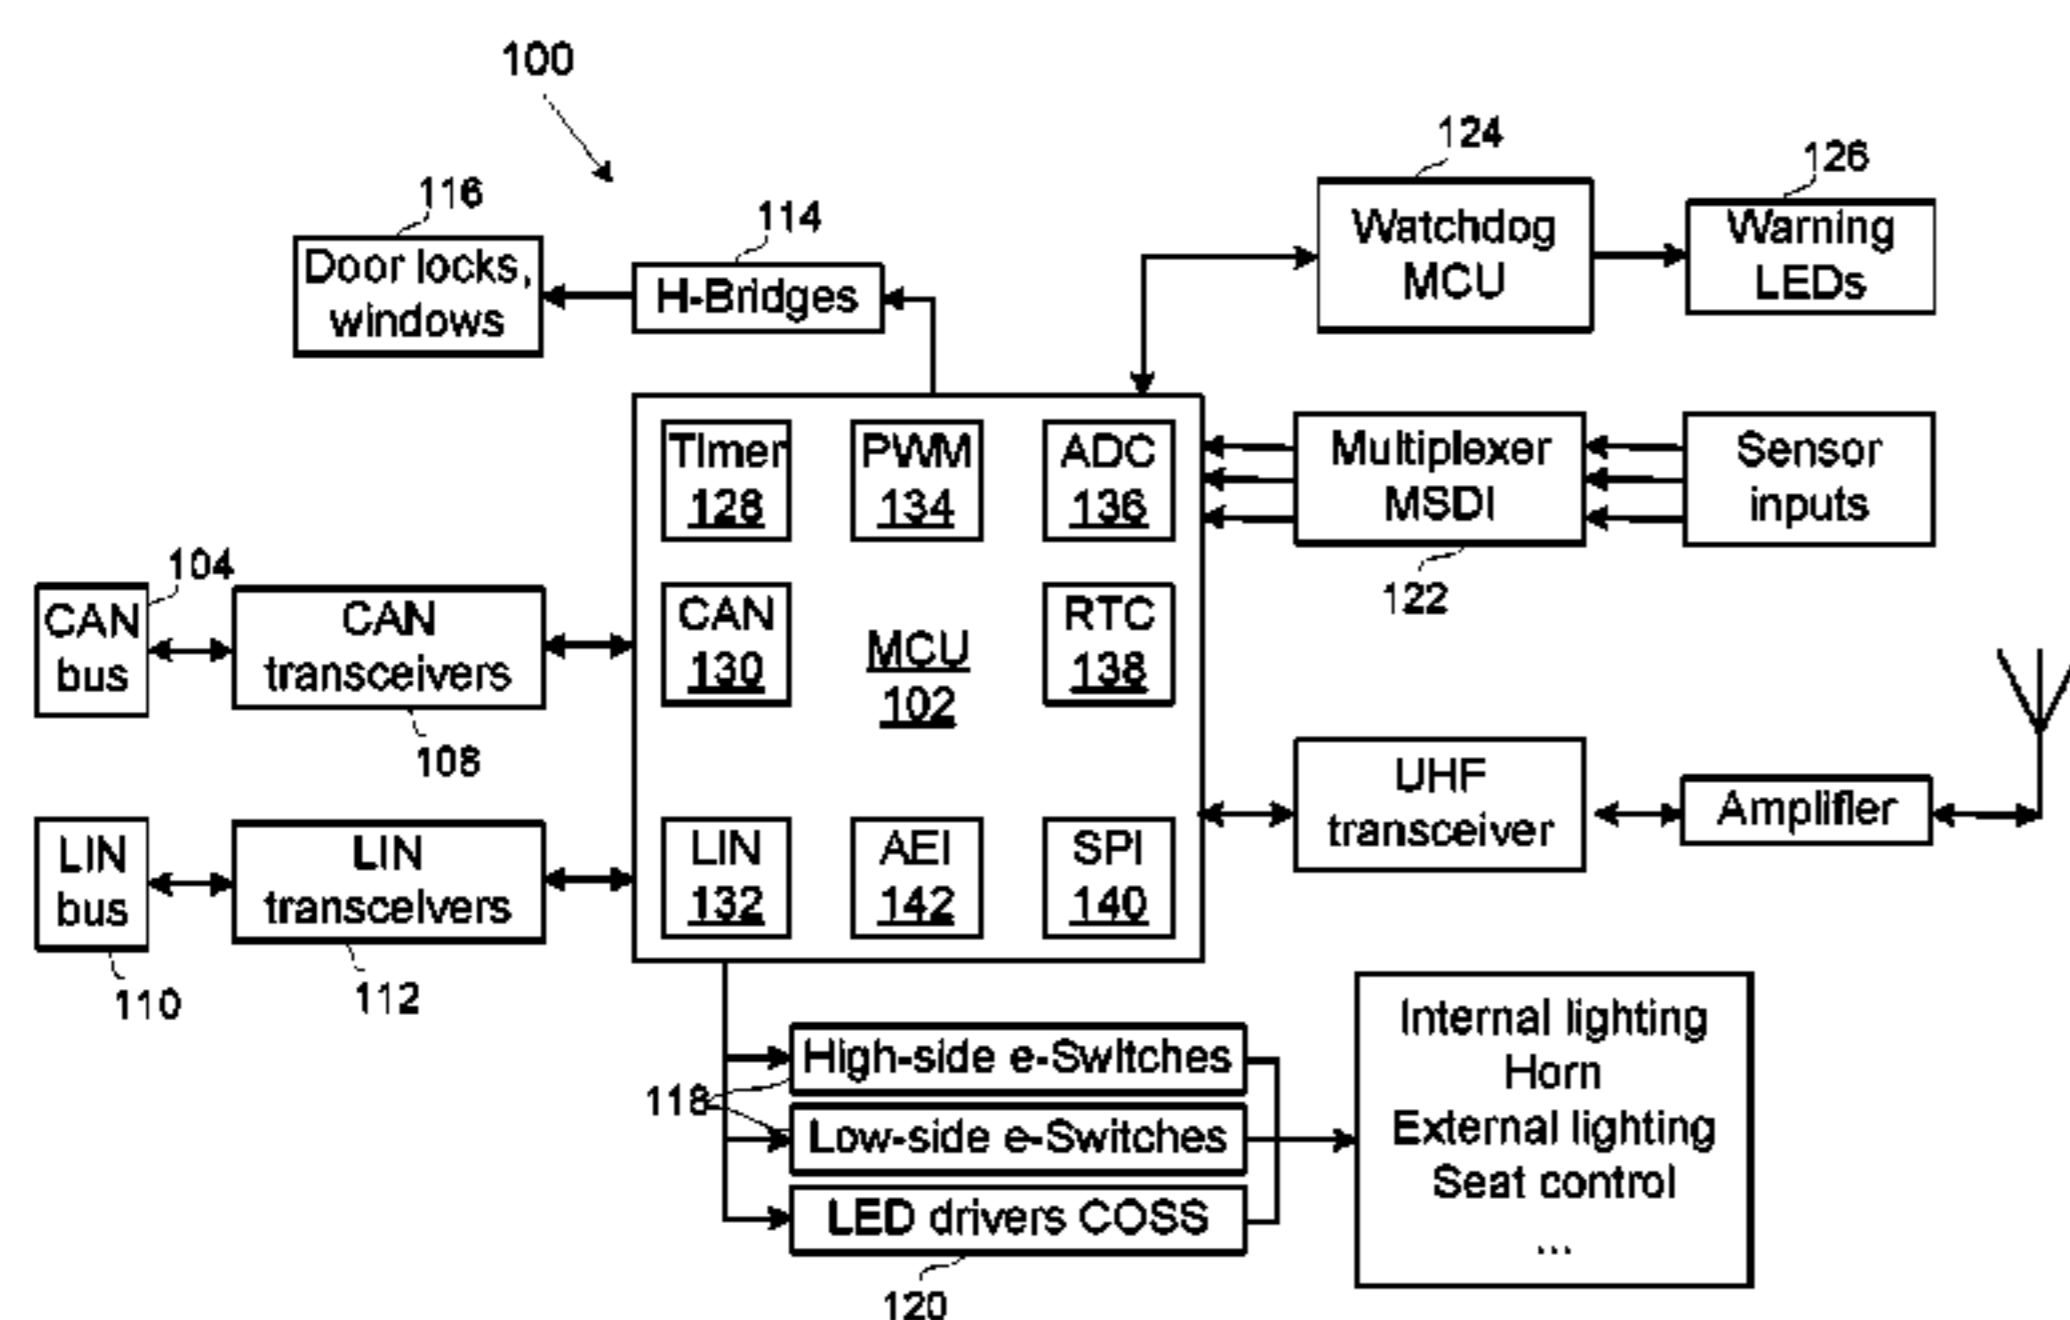 100
116
Door locks,
windows
114
H-Bridges
124
Watchdog
MCU
126
Warning
LEDs
Timer
128
PWM
134
ADC
136
Multiplexer
MSDI
122
Sensor
inputs
104
CAN
bus
CAN
transceivers
108
CAN
130
MCU
102
RTC
138
UHF
transceiver
Amplifier
LIN
bus
110
LIN
transceivers
112
LIN
132
AEI
142
SPI
140
118
High-side e-Switches
Low-side e-Switches
LED drivers COSS
120
Internal lighting
Horn
External lighting
Seat control
...